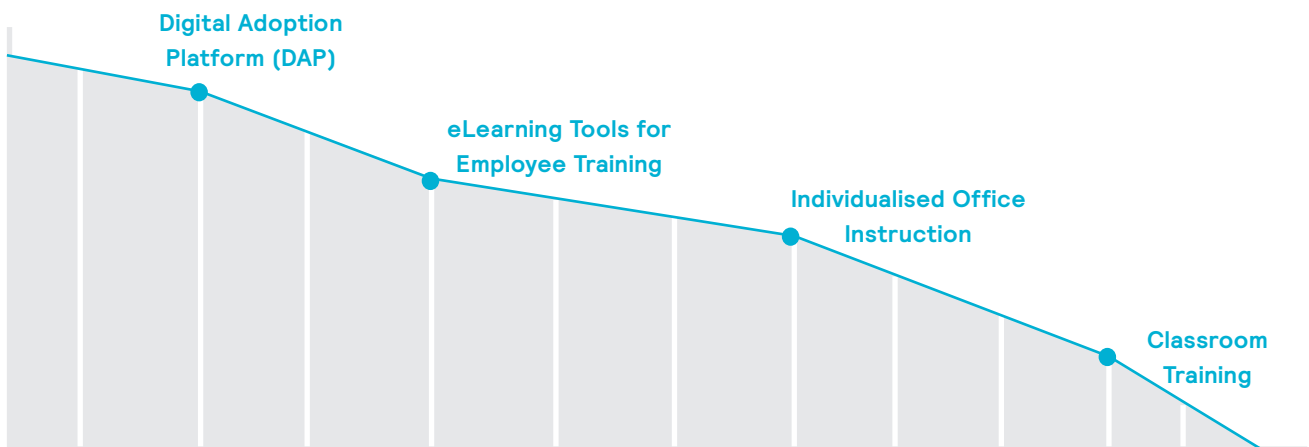 Digital Adoption
Platform (DAP)
eLearning Tools for
Employee Training
Individualised Office
Instruction
Classroom
Training